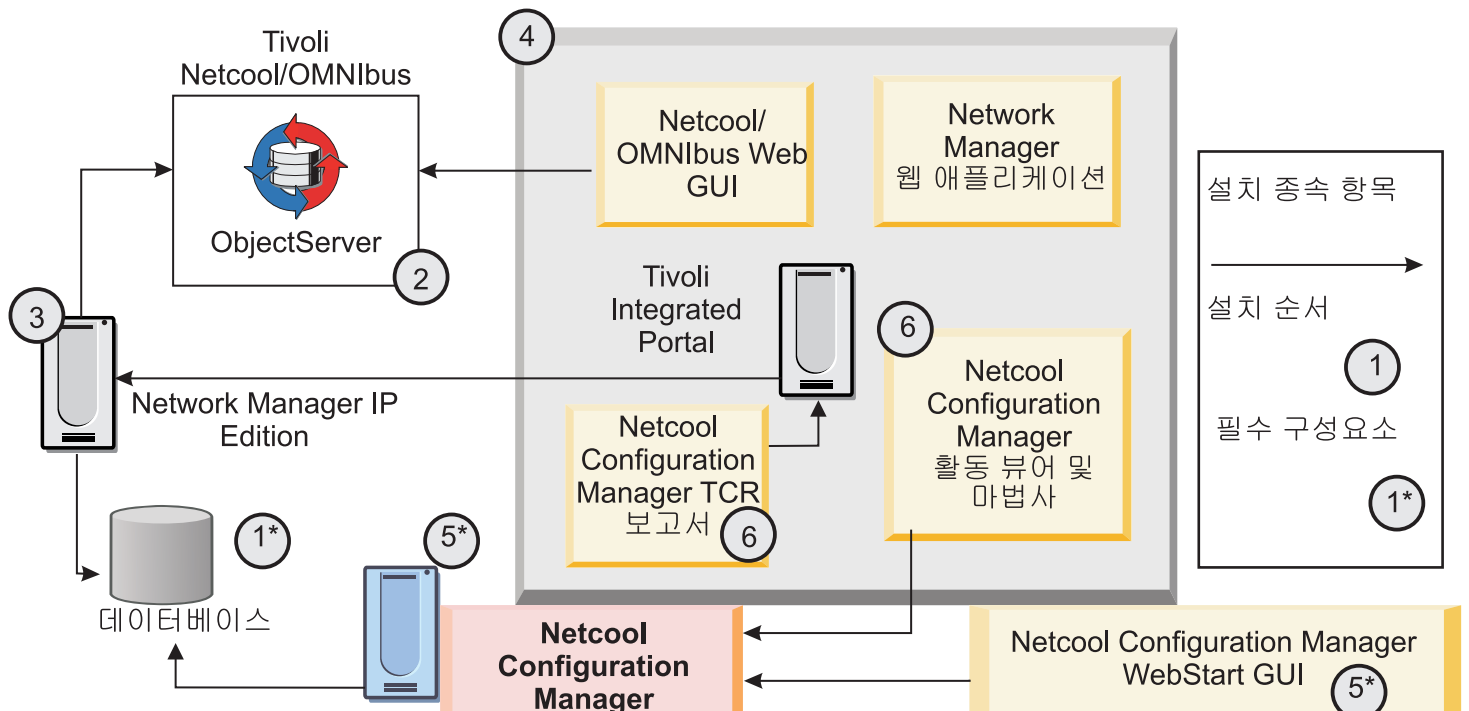 Tivoli
Netcool/OMNIbus
ObjectServer
2
3
Network Manager IP
Edition
1*
데이터베이스
4
Netcool/
OMNIbus Web
GUI
Network
Manager
웹 애플리케이션
Tivoli
Integrated
Portal
6
Netcool
Configuration
Manager
활동 뷰어 및
마법사
Netcool
Configuration
Manager TCR
보고서
6
5*
Netcool
Configuration
Manager
Netcool Configuration Manager
WebStart GUI
5*
설치 종속 항목
설치 순서
1
필수 구성요소
1*